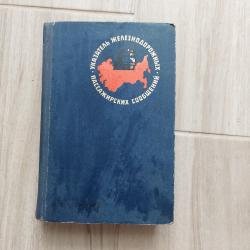 УКАЗАТЕЛЬ ЖЕЛЕЗНОДОРОЖНЫХ
ПАССАЖИРСКИХ СООБЩЕНИЙ